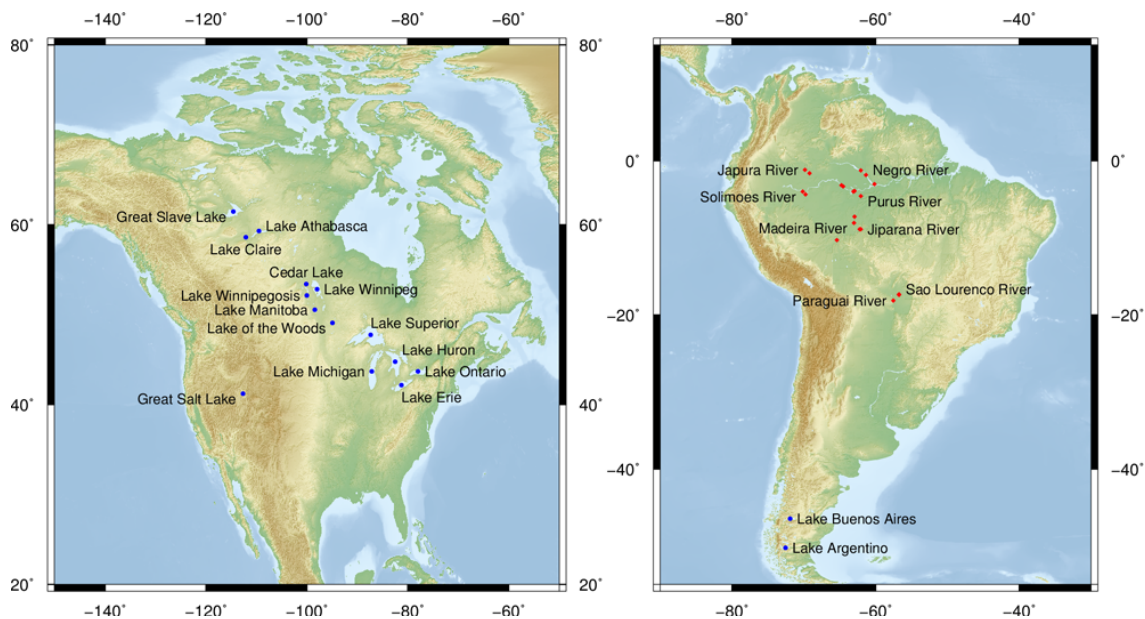 −140˚ −120˚ −100˚ −80˚ −60˚
80˚
60˚
40˚
20˚
Great Slave Lake
Lake Athabasca
Lake Claire
Cedar Lake
Lake Winnipeg
Lake Winnipegosis
Lake Manitoba
Lake of the Woods
Lake Superior
Lake Huron
Lake Michigan
Lake Ontario
Lake Erie
Great Salt Lake
80˚
60˚
40˚
20˚
−140˚ −120˚ −100˚ −80˚ −60˚
−80˚ −60˚ −40˚
0˚
−20˚
−40˚
Japura River
Negro River
Solimoes River
Purus River
Madeira River
Jiparana River
Sao Lourenco River
Paraguai River
Lake Buenos Aires
Lake Argentino
0˚
−20˚
−40˚
−80˚ −60˚ −40˚